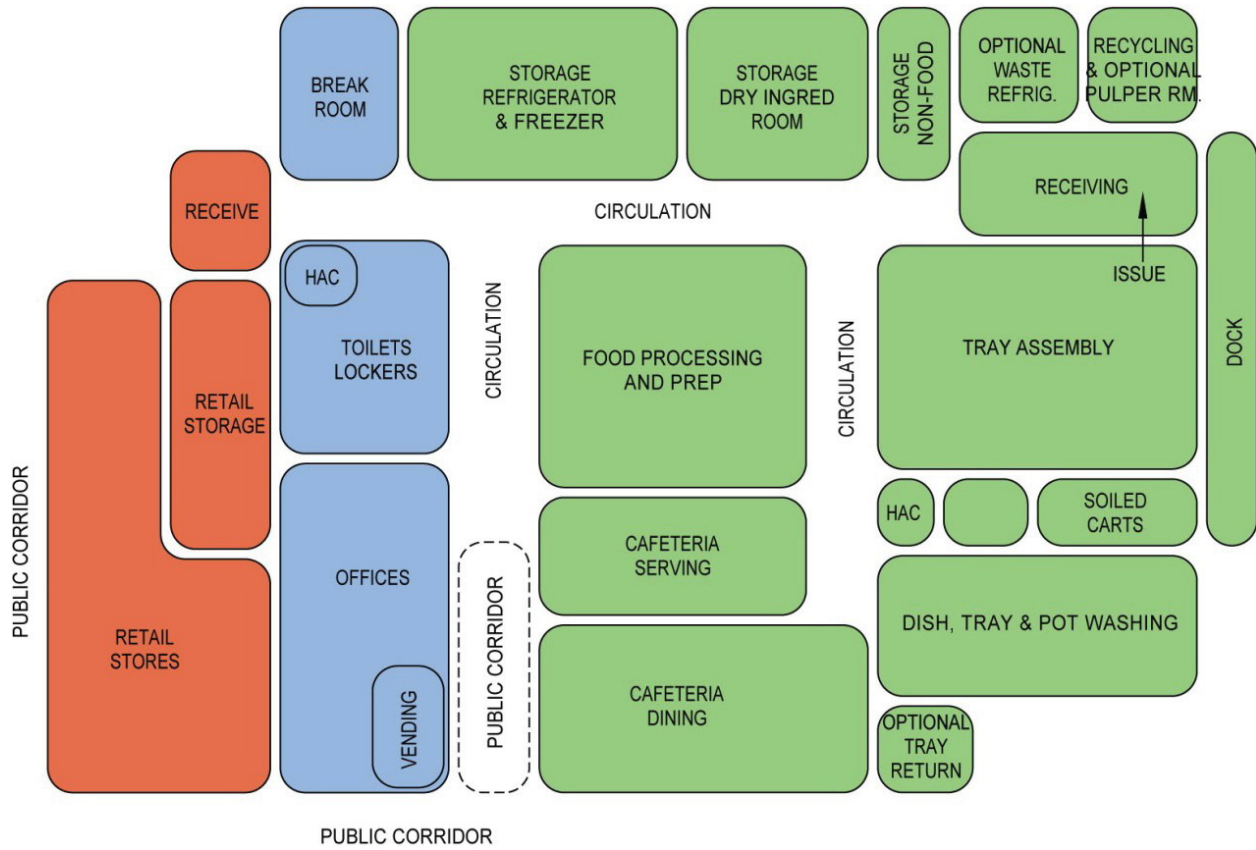 BREAK
ROOM
STORAGE
REFRIGERATOR
& FREEZER
STORAGE
DRY INGRED
ROOM
STORAGE
NON-FOOD
OPTIONAL
WASTE
REFRIG.
RECYCLING
& OPTIONAL
PULPER RM.
RECEIVE
CIRCULATION
RECEIVING
ISSUE
HAC
TOILETS
LOCKERS
CIRCULATION
FOOD PROCESSING
AND PREP
CIRCULATION
TRAY ASSEMBLY
DOCK
RETAIL
STORAGE
PUBLIC CORRIDOR
HAC
SOILED
CARTS
OFFICES
CAFETERIA
SERVING
PUBLIC CORRIDOR
DISH, TRAY & POT WASHING
RETAIL
STORES
VENDING
CAFETERIA
DINING
OPTIONAL
TRAY
RETURN
PUBLIC CORRIDOR